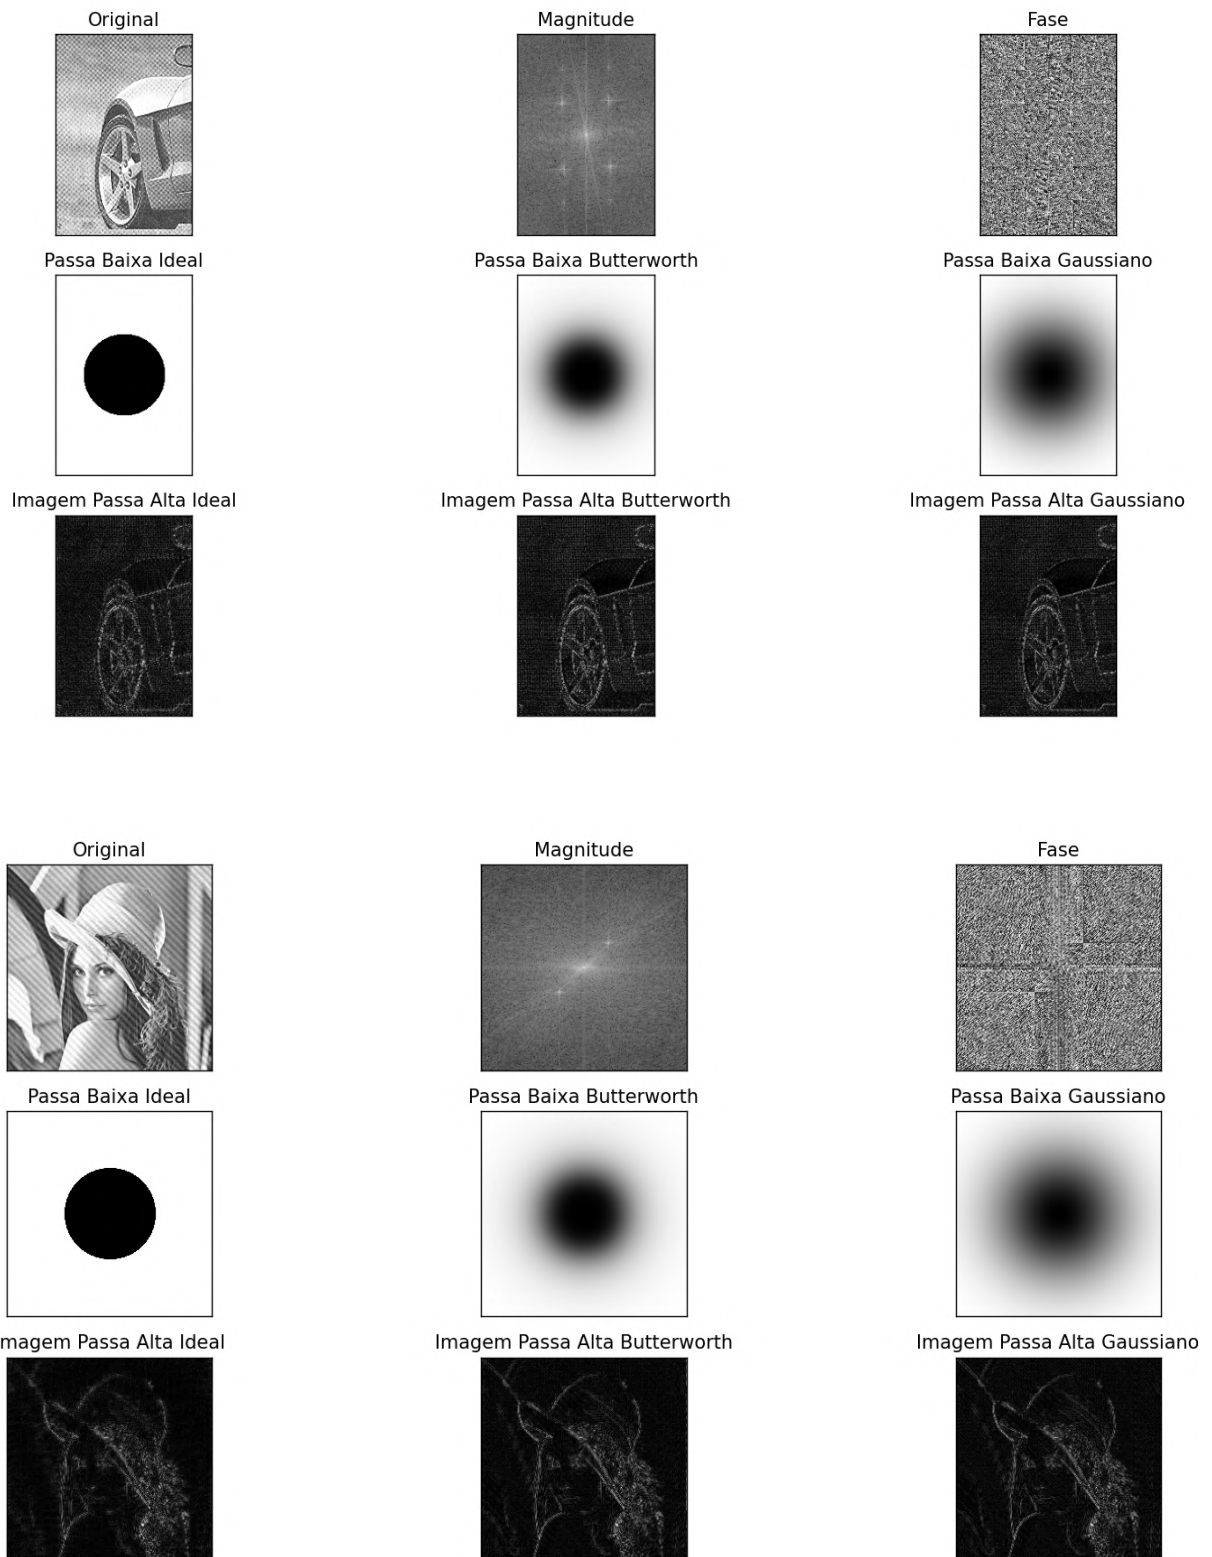 Original
Magnitude
Fase
Passa Baixa Ideal
Passa Baixa Butterworth
Passa Baixa Gaussiano
Imagem Passa Alta Ideal
Imagem Passa Alta Butterworth
Imagem Passa Alta Gaussiano
Original
Magnitude
Fase
Passa Baixa Ideal
Passa Baixa Butterworth
Passa Baixa Gaussiano
magem Passa Alta Ideal
Imagem Passa Alta Butterworth
Imagem Passa Alta Gaussiano